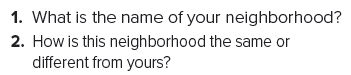 1. What is the name of your neighborhood?
2. How is this neighborhood the same or
different from yours?